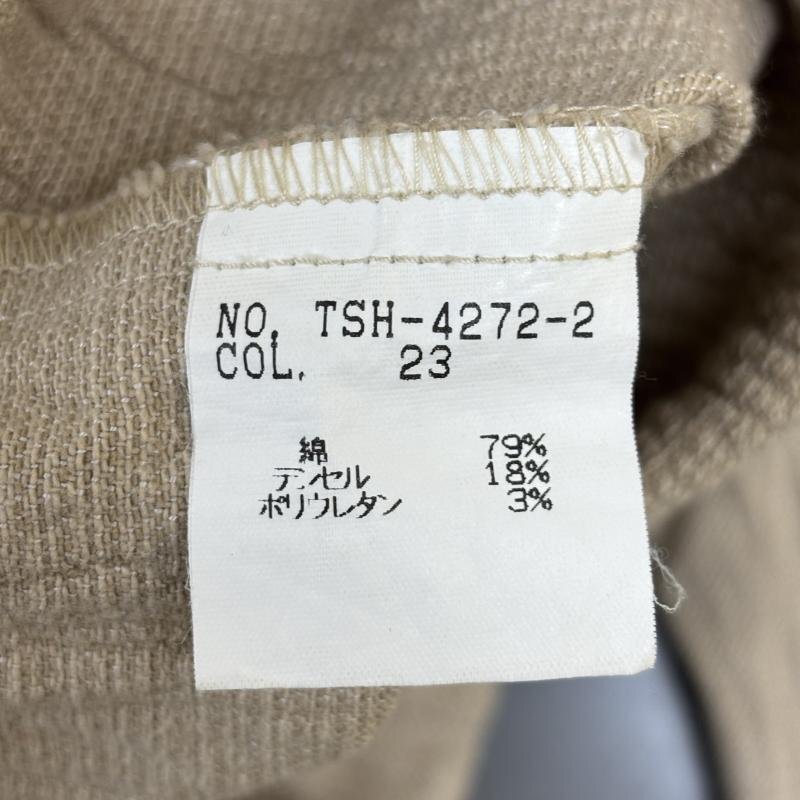 NO. TSH-4272-2
COL. 23
綿 79%
テンセル 18%
ポリウレタン 3%